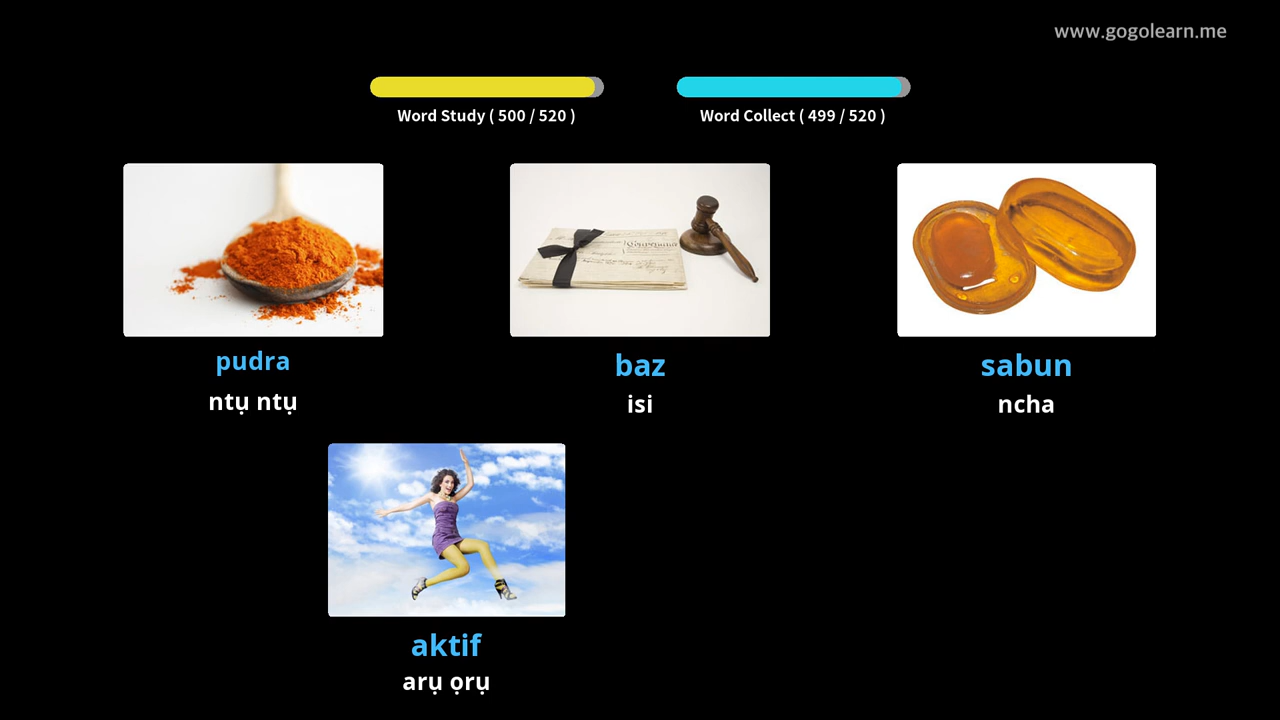 www.gogolearn.me
Word Study ( 500 / 520 )
Word Collect ( 499 / 520 )
pudra
ntụ ntụ
baz
isi
sabun
ncha
aktif
arụ ọrụ